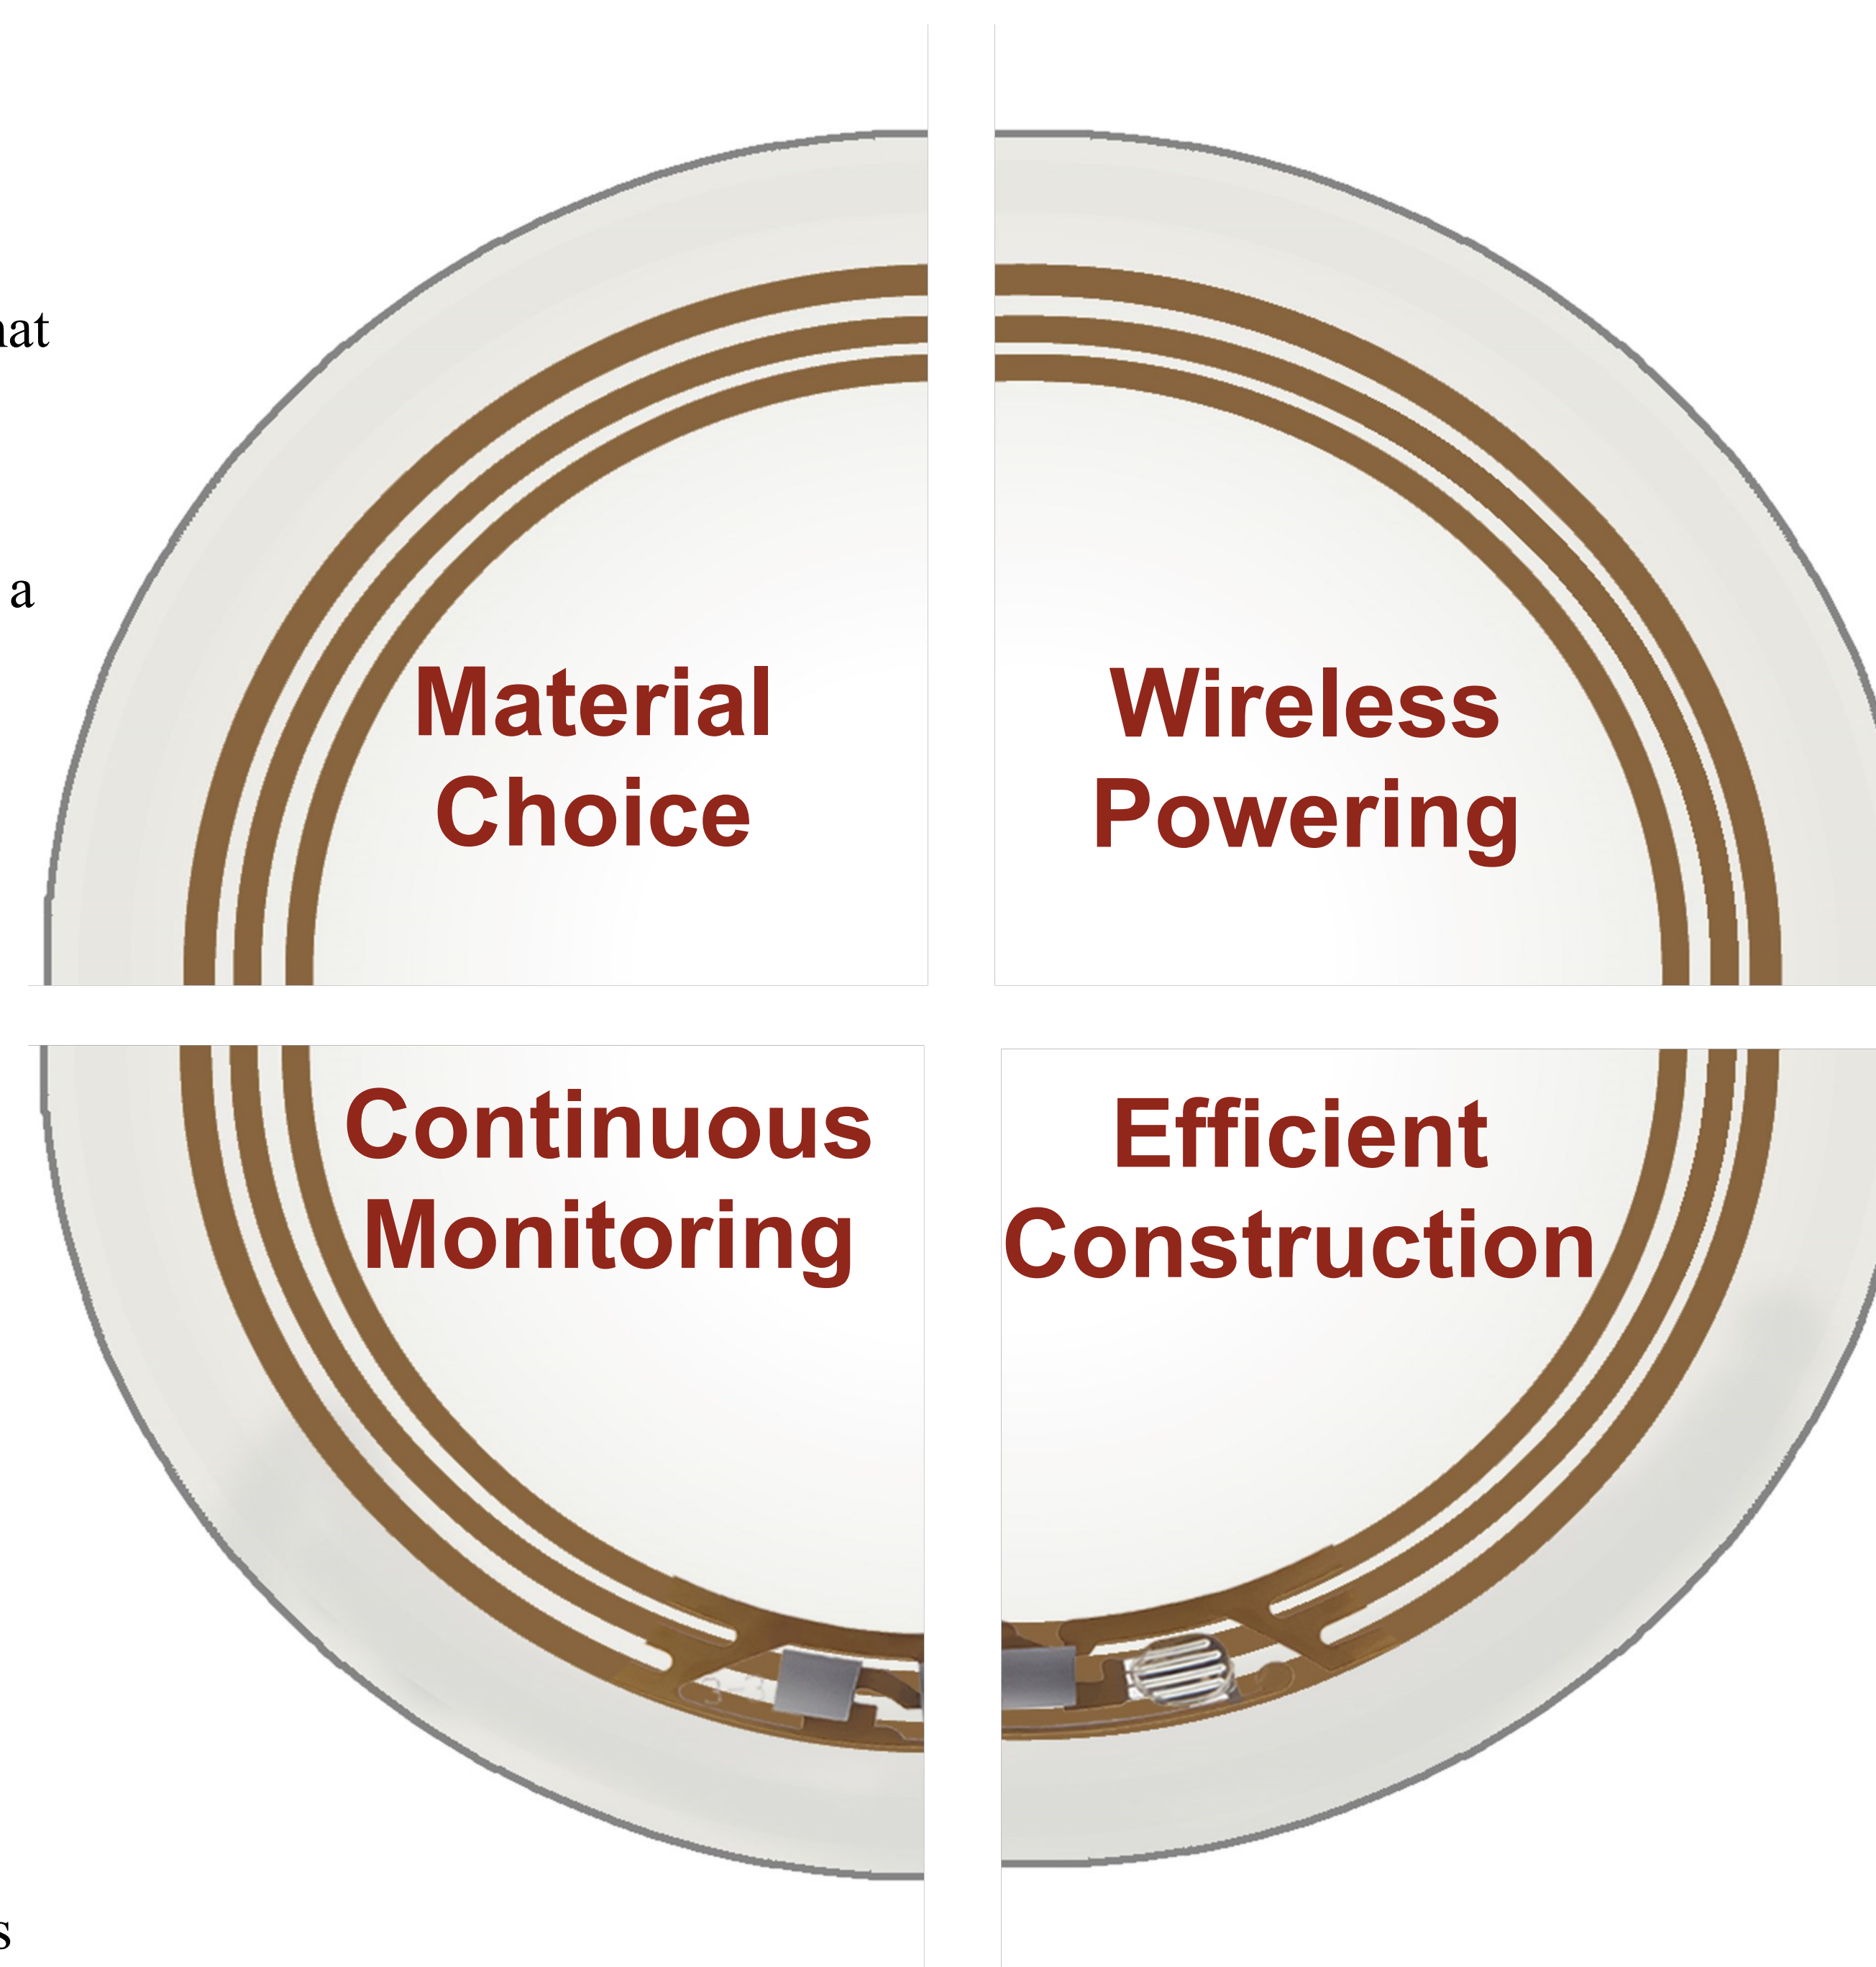 a
Material
Choice
Wireless
Powering
Continuous
Monitoring
Efficient
Construction